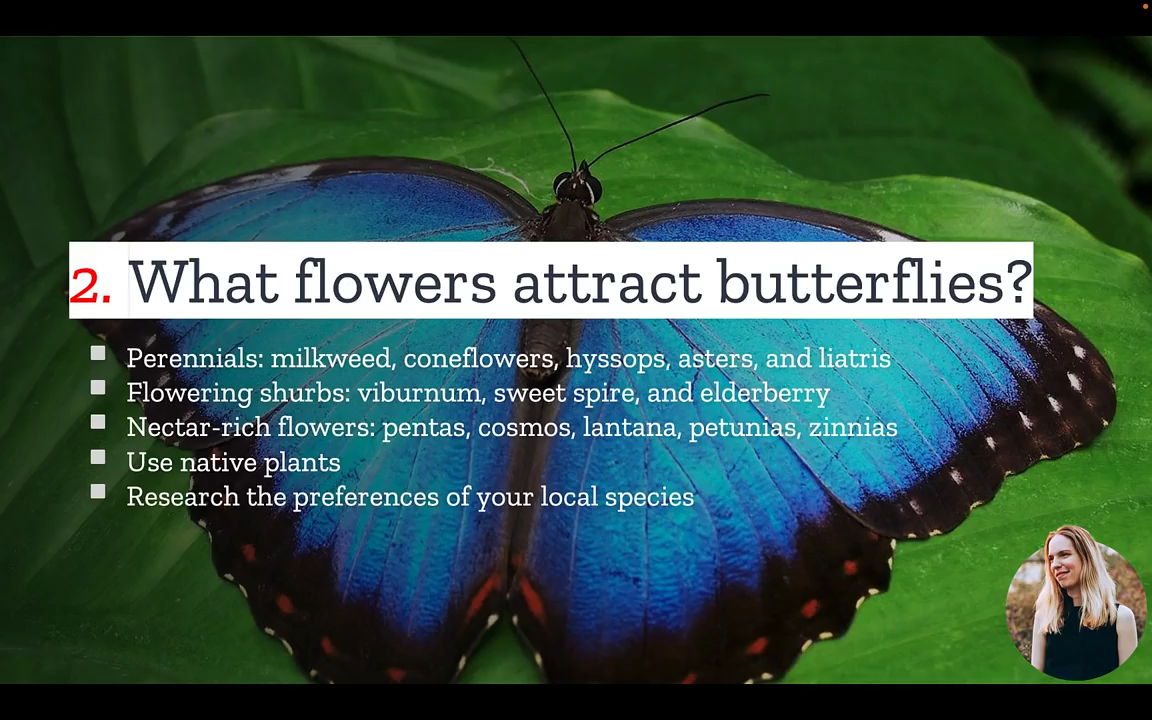 2. What flowers attract butterflies?
Perennials: milkweed, coneflowers, hyssops, asters, and liatris
Flowering shurbs: viburnum, sweet spire, and elderberry
Nectar-rich flowers: pentas, cosmos, lantana, petunias, zinnias
Use native plants
Research the preferences of your local species